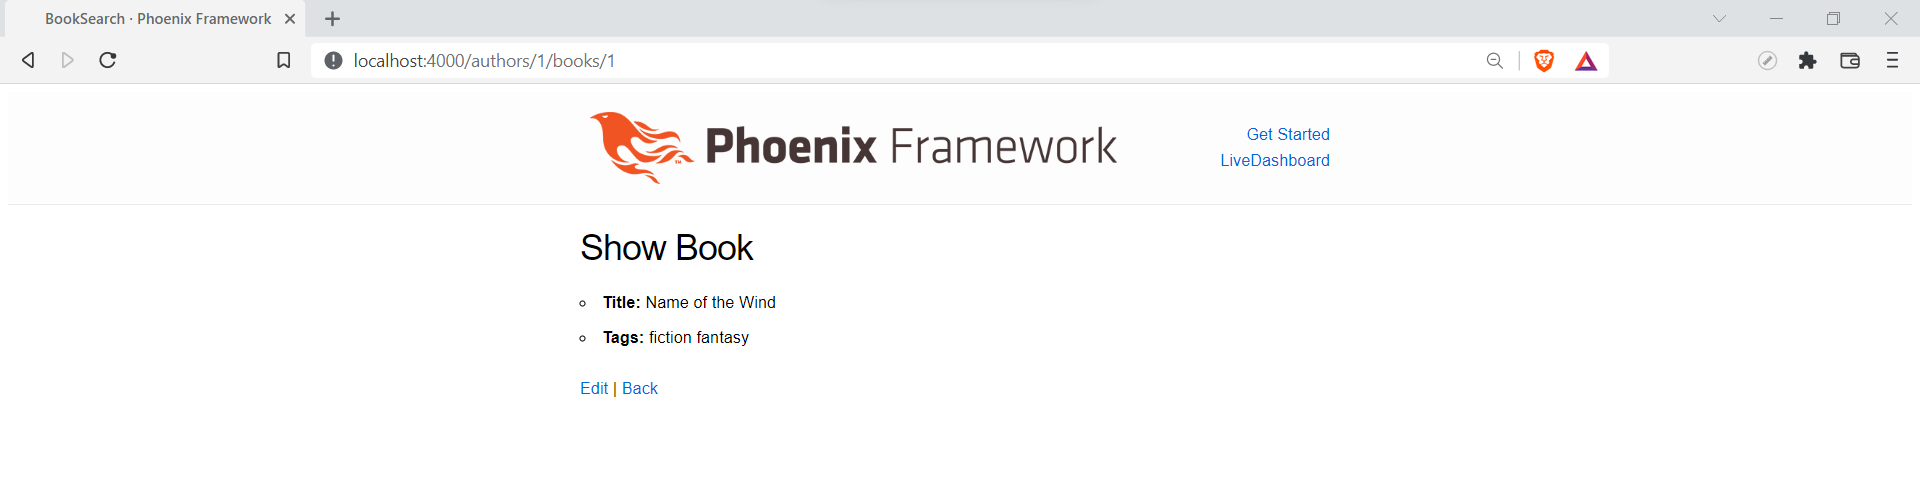 BookSearch · Phoenix Framework
localhost:4000/authors/1/books/1
Phoenix Framework
TM
Get Started
LiveDashboard
Show Book
Title: Name of the Wind
Tags: fiction fantasy
Edit | Back